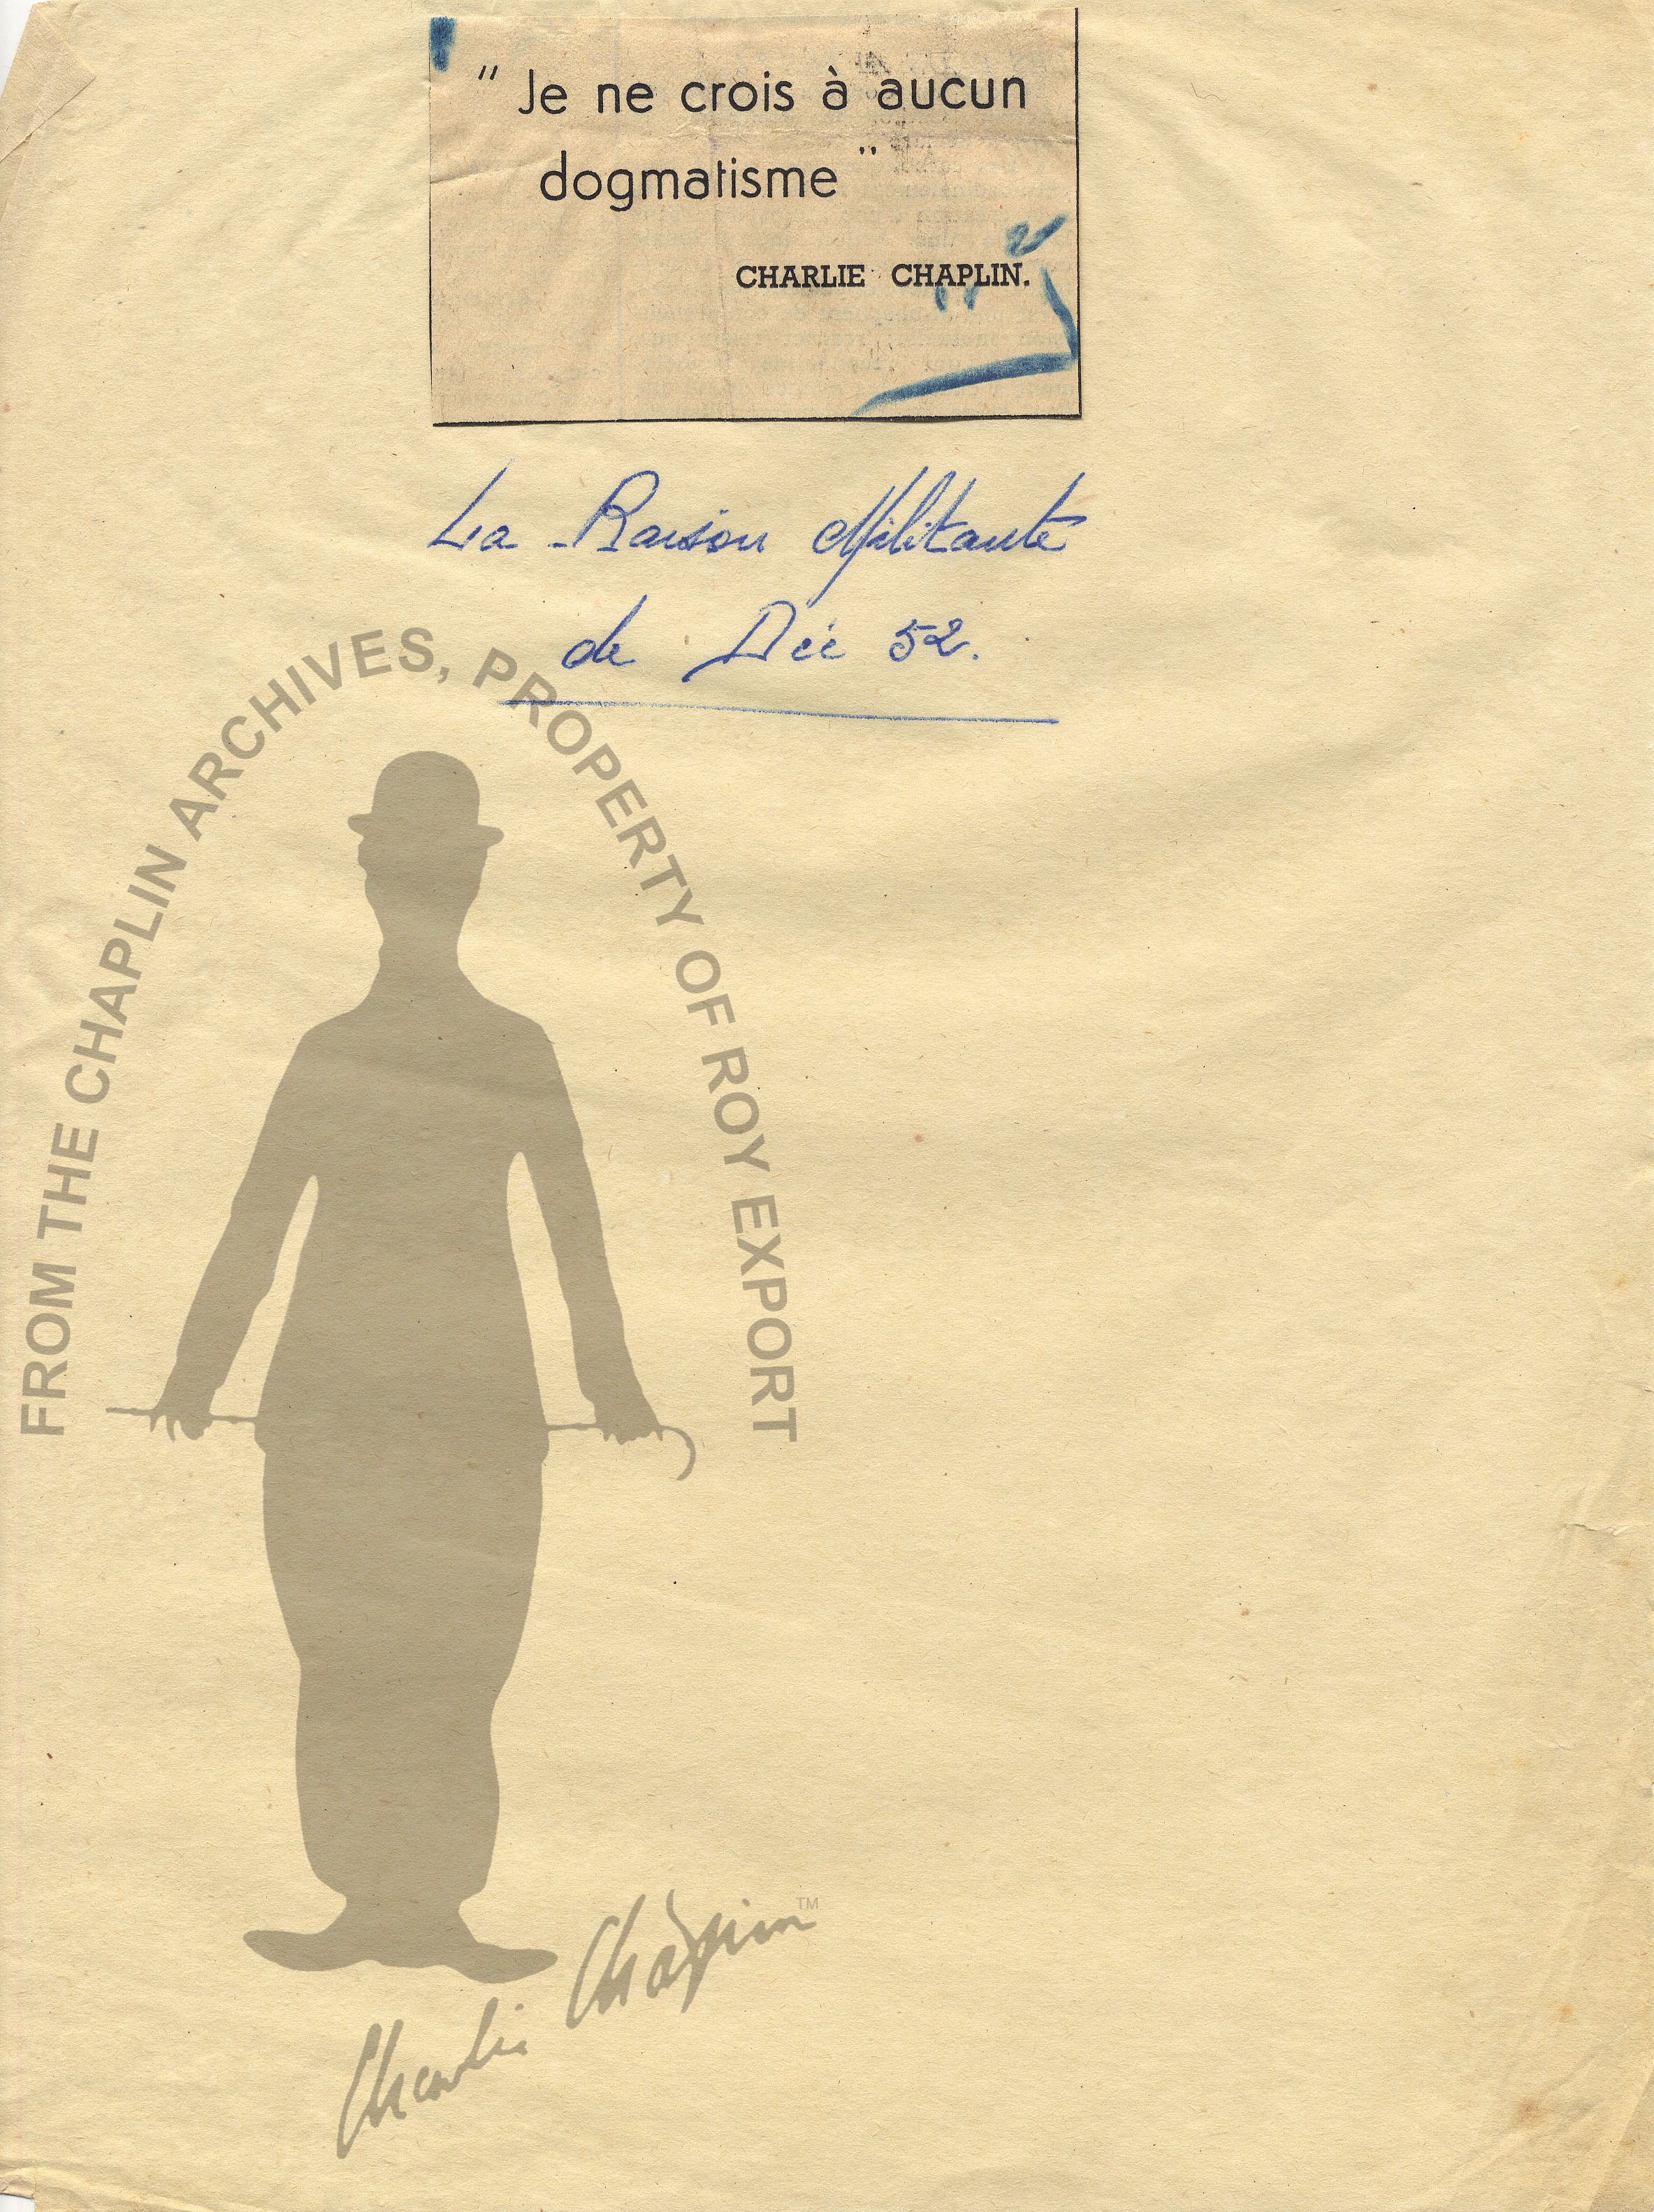 " Je ne crois à aucun
dogmatisme "
CHARLIE CHAPLIN.
La Raison Militante
de Déc 52.
FROM THE CHAPLIN ARCHIVES, PROPERTY OF ROY EXPORT
Charlie Chaplin™